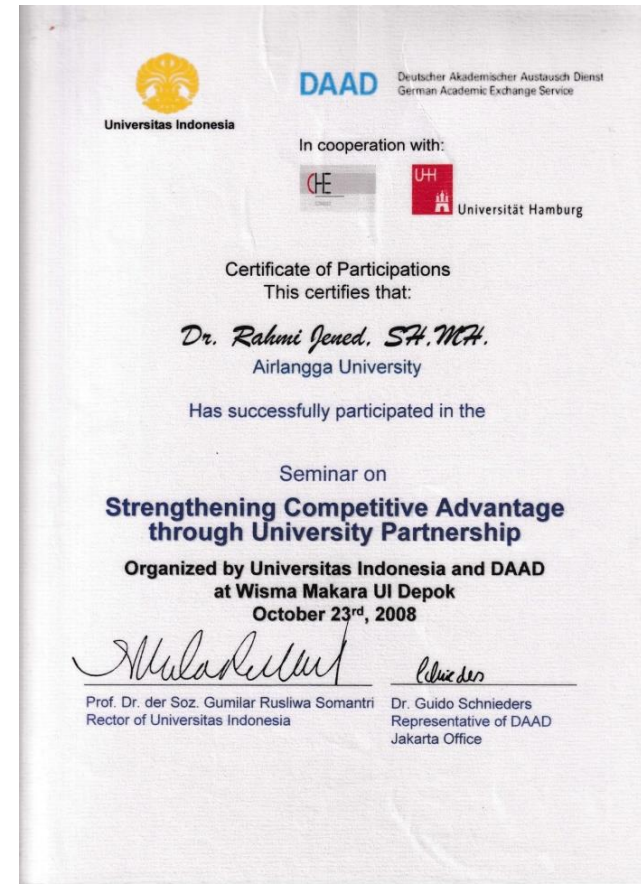 Universitas Indonesia
DAAD
Deutscher Akademischer Austausch Dienst
German Academic Exchange Service
In cooperation with:
CHE
UH
Universität Hamburg
Certificate of Participations
This certifies that:
Dr. Rahmi Jened, SH.MH.
Airlangga University
Has successfully participated in the
Seminar on
Strengthening Competitive Advantage
through University Partnership
Organized by Universitas Indonesia and DAAD
at Wisma Makara UI Depok
October 23rd, 2008
Prof. Dr. der Soz. Gumilar Rusliwa Somantri
Rector of Universitas Indonesia
Dr. Guido Schnieders
Representative of DAAD
Jakarta Office